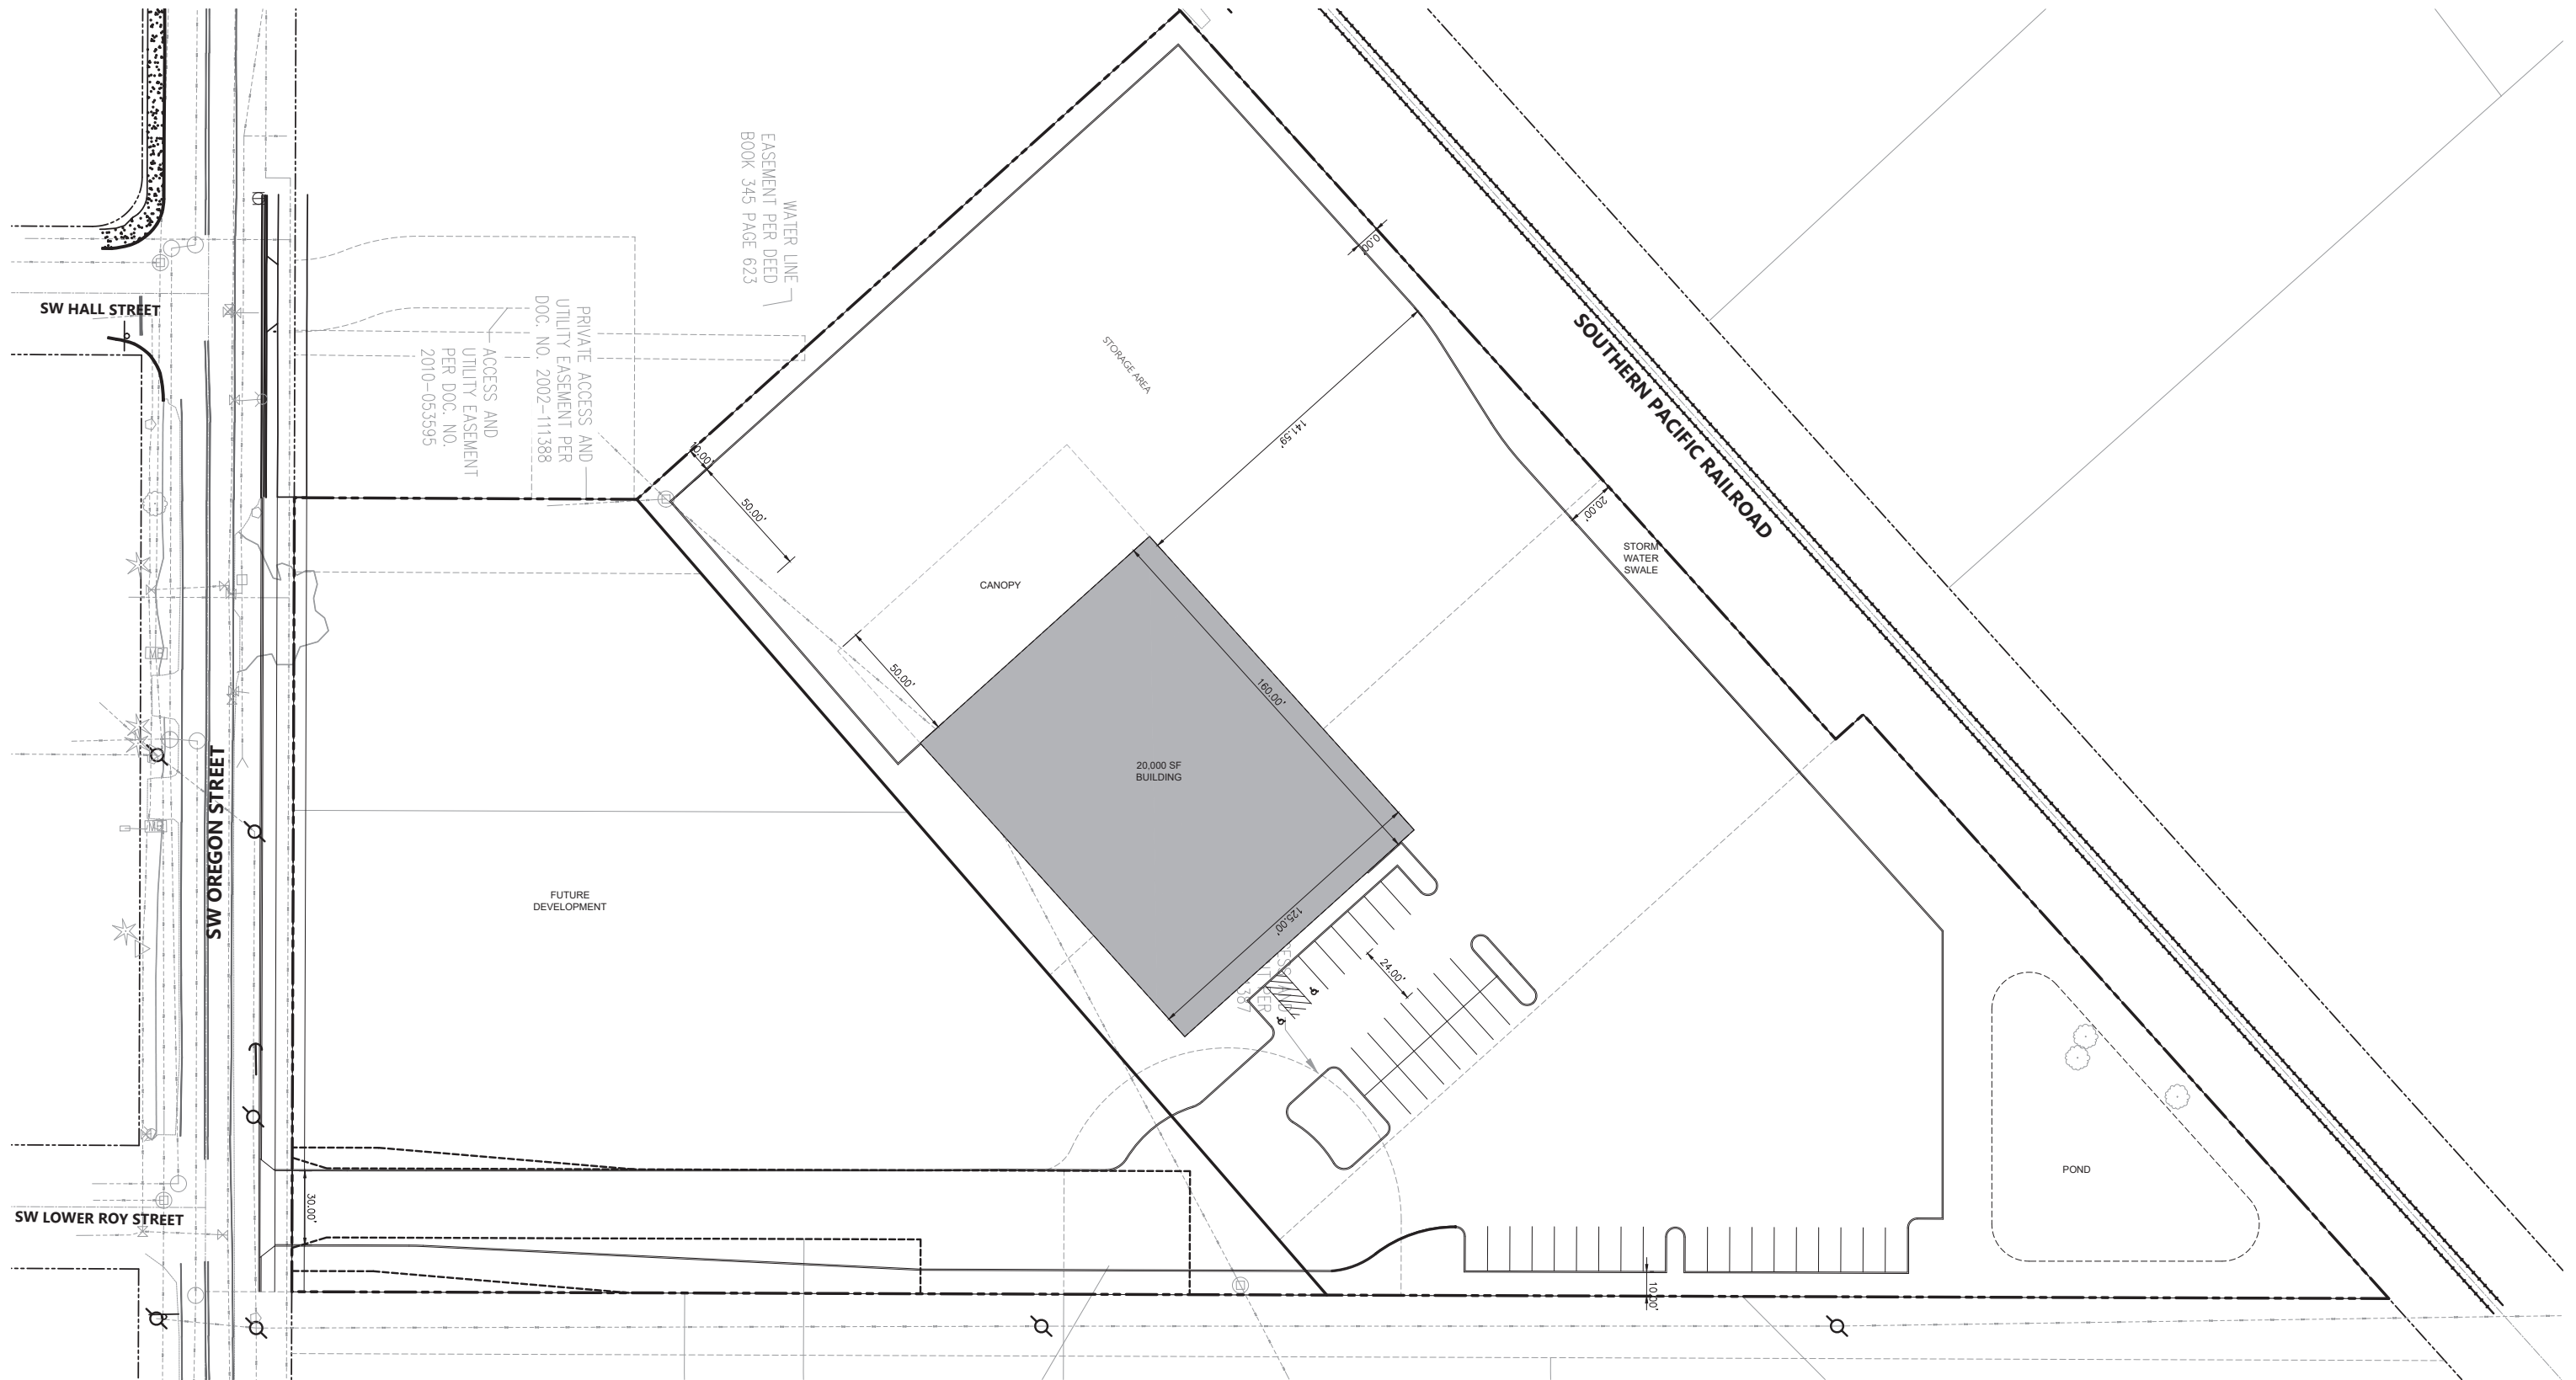 WATER LINE
EASEMENT PER DEED
BOOK 345 PAGE 623
SW HALL STREET
PRIVATE ACCESS AND
UTILITY EASEMENT PER
DOC. NO. 2002-111388
ACCESS AND
UTILITY EASEMENT
PER DOC. NO.
2010-053595
STORAGE AREA
SOUTHERN PACIFIC RAILROAD
141.59'
50.00'
20.00'
STORM
WATER
SWALE
CANOPY
50.00'
160.00'
20,000 SF
BUILDING
SW OREGON STREET
FUTURE
DEVELOPMENT
125.00'
24.00'
POND
30.00'
SW LOWER ROY STREET
10.00'